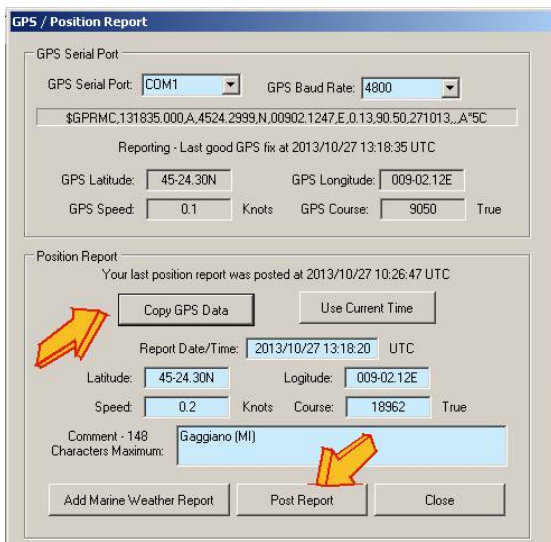 GPS / Position Report
GPS Serial Port
GPS Serial Port: COM1 GPS Baud Rate: 4800
$GPRMC,131835.000,A,4524.2999,N,00902.1247,E,0.13,90.50,271013,,,A*5C
Reporting - Last good GPS fix at 2013/10/27 13:18:35 UTC
GPS Latitude: 45-24.30N GPS Longitude: 009-02.12E
GPS Speed: 0.1 Knots GPS Course: 9050 True
Position Report
Your last position report was posted at 2013/10/27 10:26:47 UTC
Copy GPS Data Use Current Time
Report Date/Time: 2013/10/27 13:18:20 UTC
Latitude: 45-24.30N Logitude: 009-02.12E
Speed: 0.2 Knots Course: 18962 True
Comment - 148 Gaggiano (MI)
Characters Maximum:
Add Marine Weather Report Post Report Close